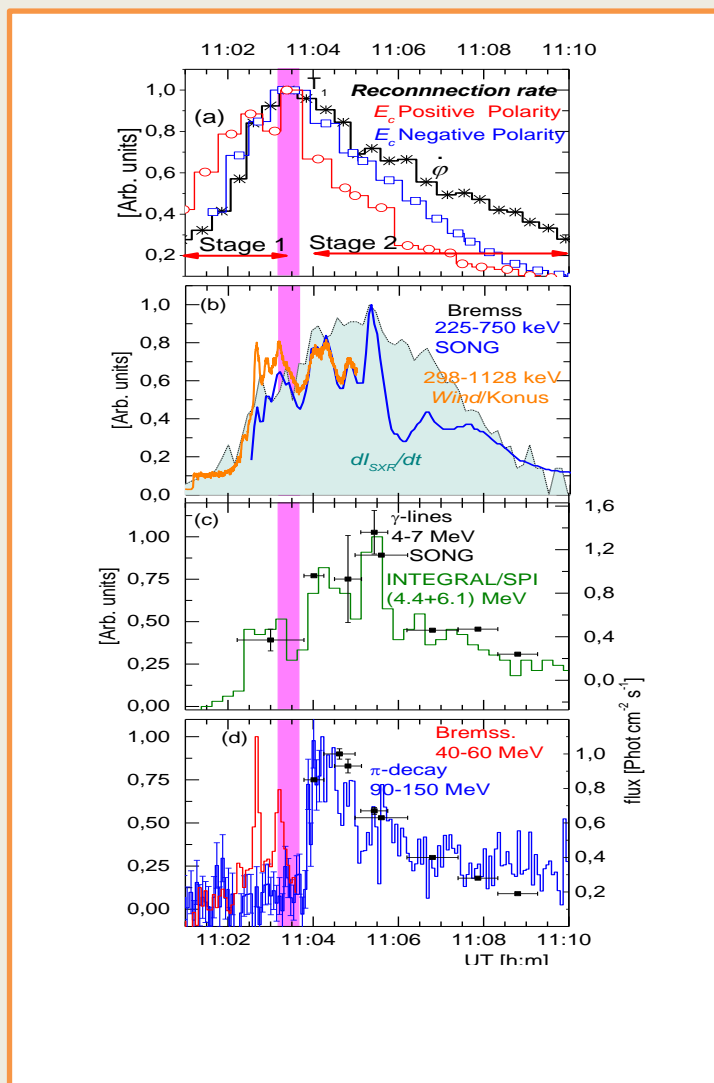 11:02 11:04 11:06 11:08 11:10
(a)
T1
Reconnnection rate
Ec Positive Polarity
Ec Negative Polarity
φ̇
Stage 1
Stage 2
[Arb. units]
1,0
0,8
0,6
0,4
0,2
(b)
Bremss
225-750 keV
SONG
298-1128 keV
Wind/Konus
dISXR/dt
[Arb. units]
1,0
0,8
0,6
0,4
0,2
0,0
(c)
γ-lines
4-7 MeV
SONG
INTEGRAL/SPI
(4.4+6.1) MeV
[Arb. units]
1,00
0,75
0,50
0,25
0,00
1,6
1,2
0,8
0,4
0,0
flux [Phot cm-2 s-1]
(d)
Bremss.
40-60 MeV
π-decay
90-150 MeV
[Arb. units]
1,00
0,75
0,50
0,25
0,00
1,0
0,8
0,6
0,4
0,2
11:02 11:04 11:06 11:08 11:10
UT [h:m]